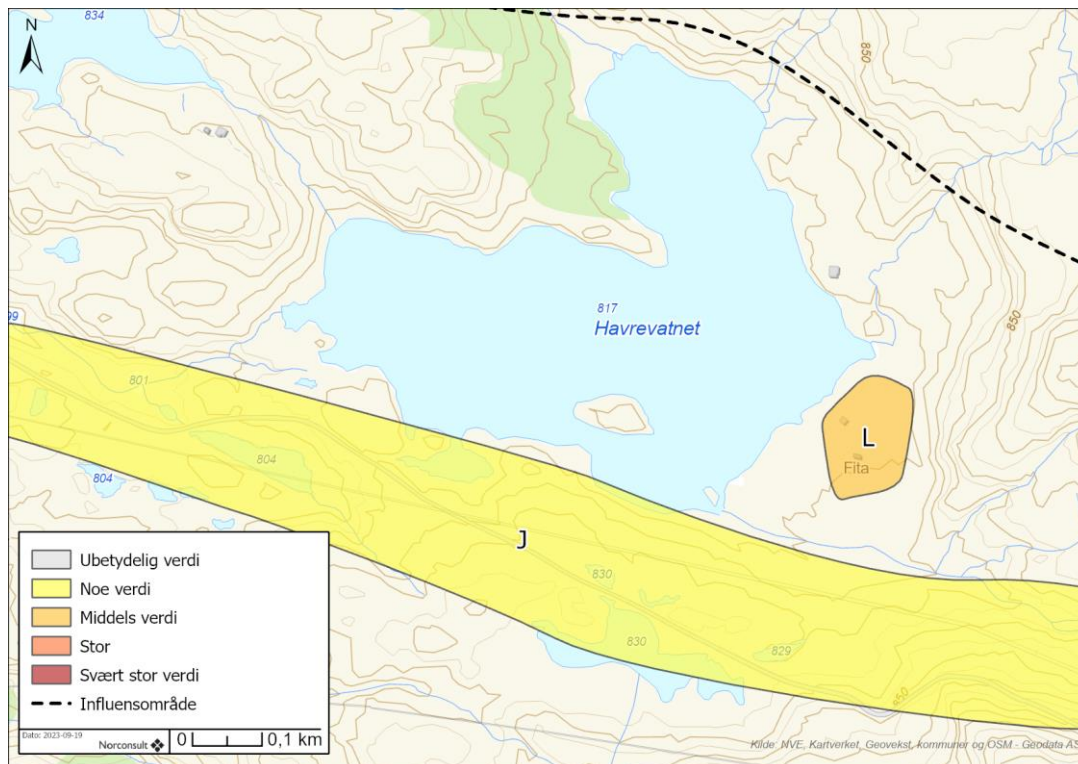 834
N
850
817
Havrevatnet
850
99
801
L
Fita
804
804
J
830
830
829
850
Ubetydelig verdi
Noe verdi
Middels verdi
Stor
Svært stor verdi
Influensområde
Dato: 2023-09-19
Norconsult
0 0,1 km
Kilde: NVE, Kartverket, Geovekst, kommuner og OSM - Geodata AS